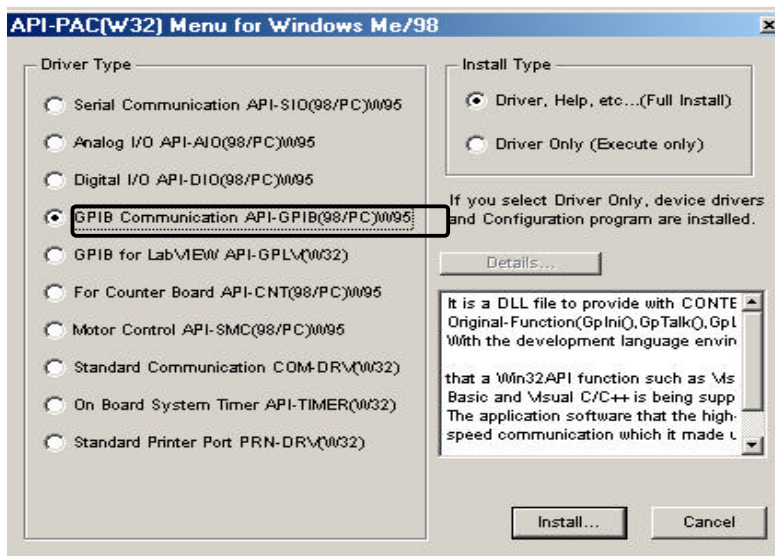 API-PAC(W32) Menu for Windows Me/98
Driver Type
Serial Communication API-SIO(98/PC)W95
Analog I/O API-AIO(98/PC)W95
Digital I/O API-DIO(98/PC)W95
GPIB Communication API-GPIB(98/PC)W95
GPIB for LabVIEW API-GPLV(W32)
For Counter Board API-CNT(98/PC)W95
Motor Control API-SMC(98/PC)W95
Standard Communication COM-DRV(W32)
On Board System Timer API-TIMER(W32)
Standard Printer Port PRN-DRV(W32)
Install Type
Driver, Help, etc...(Full Install)
Driver Only (Execute only)
If you select Driver Only, device drivers
and Configuration program are installed.
Details...
It is a DLL file to provide with CONTE
Original-Function(GpIni(),GpTalk(),GpL
With the development language envin
that a Win32API function such as Vis
Basic and Visual C/C++ is being supp
The application software that the high-
speed communication which it made u
Install...
Cancel